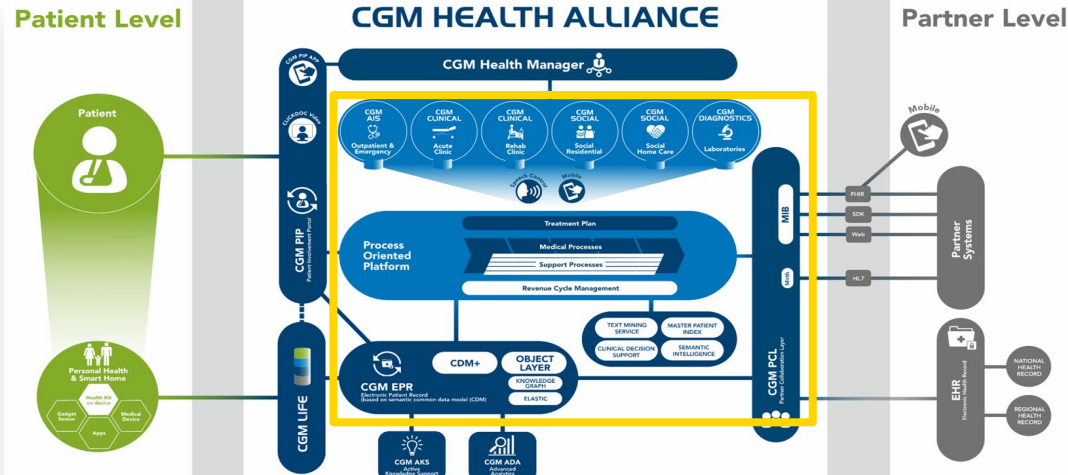 Patient Level
CGM HEALTH ALLIANCE
Partner Level
CGM PIP APP
CGM Health Manager
Patient
CLICKDOC Video
CGM AIS
Outpatient &
Emergency
CGM CLINICAL
Acute
Clinic
CGM CLINICAL
Rehab
Clinic
CGM SOCIAL
Social
Residential
CGM SOCIAL
Social
Home Care
CGM DIAGNOSTICS
Laboratories
Speech Control
Mobile
Mobile
CGM PIP
Patient Involvement Portal
Process
Oriented
Platform
Treatment Plan
Medical Processes
Support Processes
Revenue Cycle Management
MIB
Mirth
FHIR
SDK
Web
HL7
Partner
Systems
TEXT MINING
SERVICE
MASTER PATIENT
INDEX
CLINICAL DECISION
SUPPORT
SEMANTIC
INTELLIGENCE
CGM EPR
Electronic Patient Record
(based on semantic common data model (CDM)
CDM+
OBJECT
LAYER
KNOWLEDGE
GRAPH
ELASTIC
CGM PCL
Partner Collaboration Layer
EHR
Electronic Health Record
NATIONAL
HEALTH
RECORD
REGIONAL
HEALTH
RECORD
Personal Health
& Smart Home
Health Kit
on device
Gadget
Sensor
Medical
Device
Apps
CGM LIFE
CGM AKS
Active
Knowledge Support
CGM ADA
Advanced
Analytics